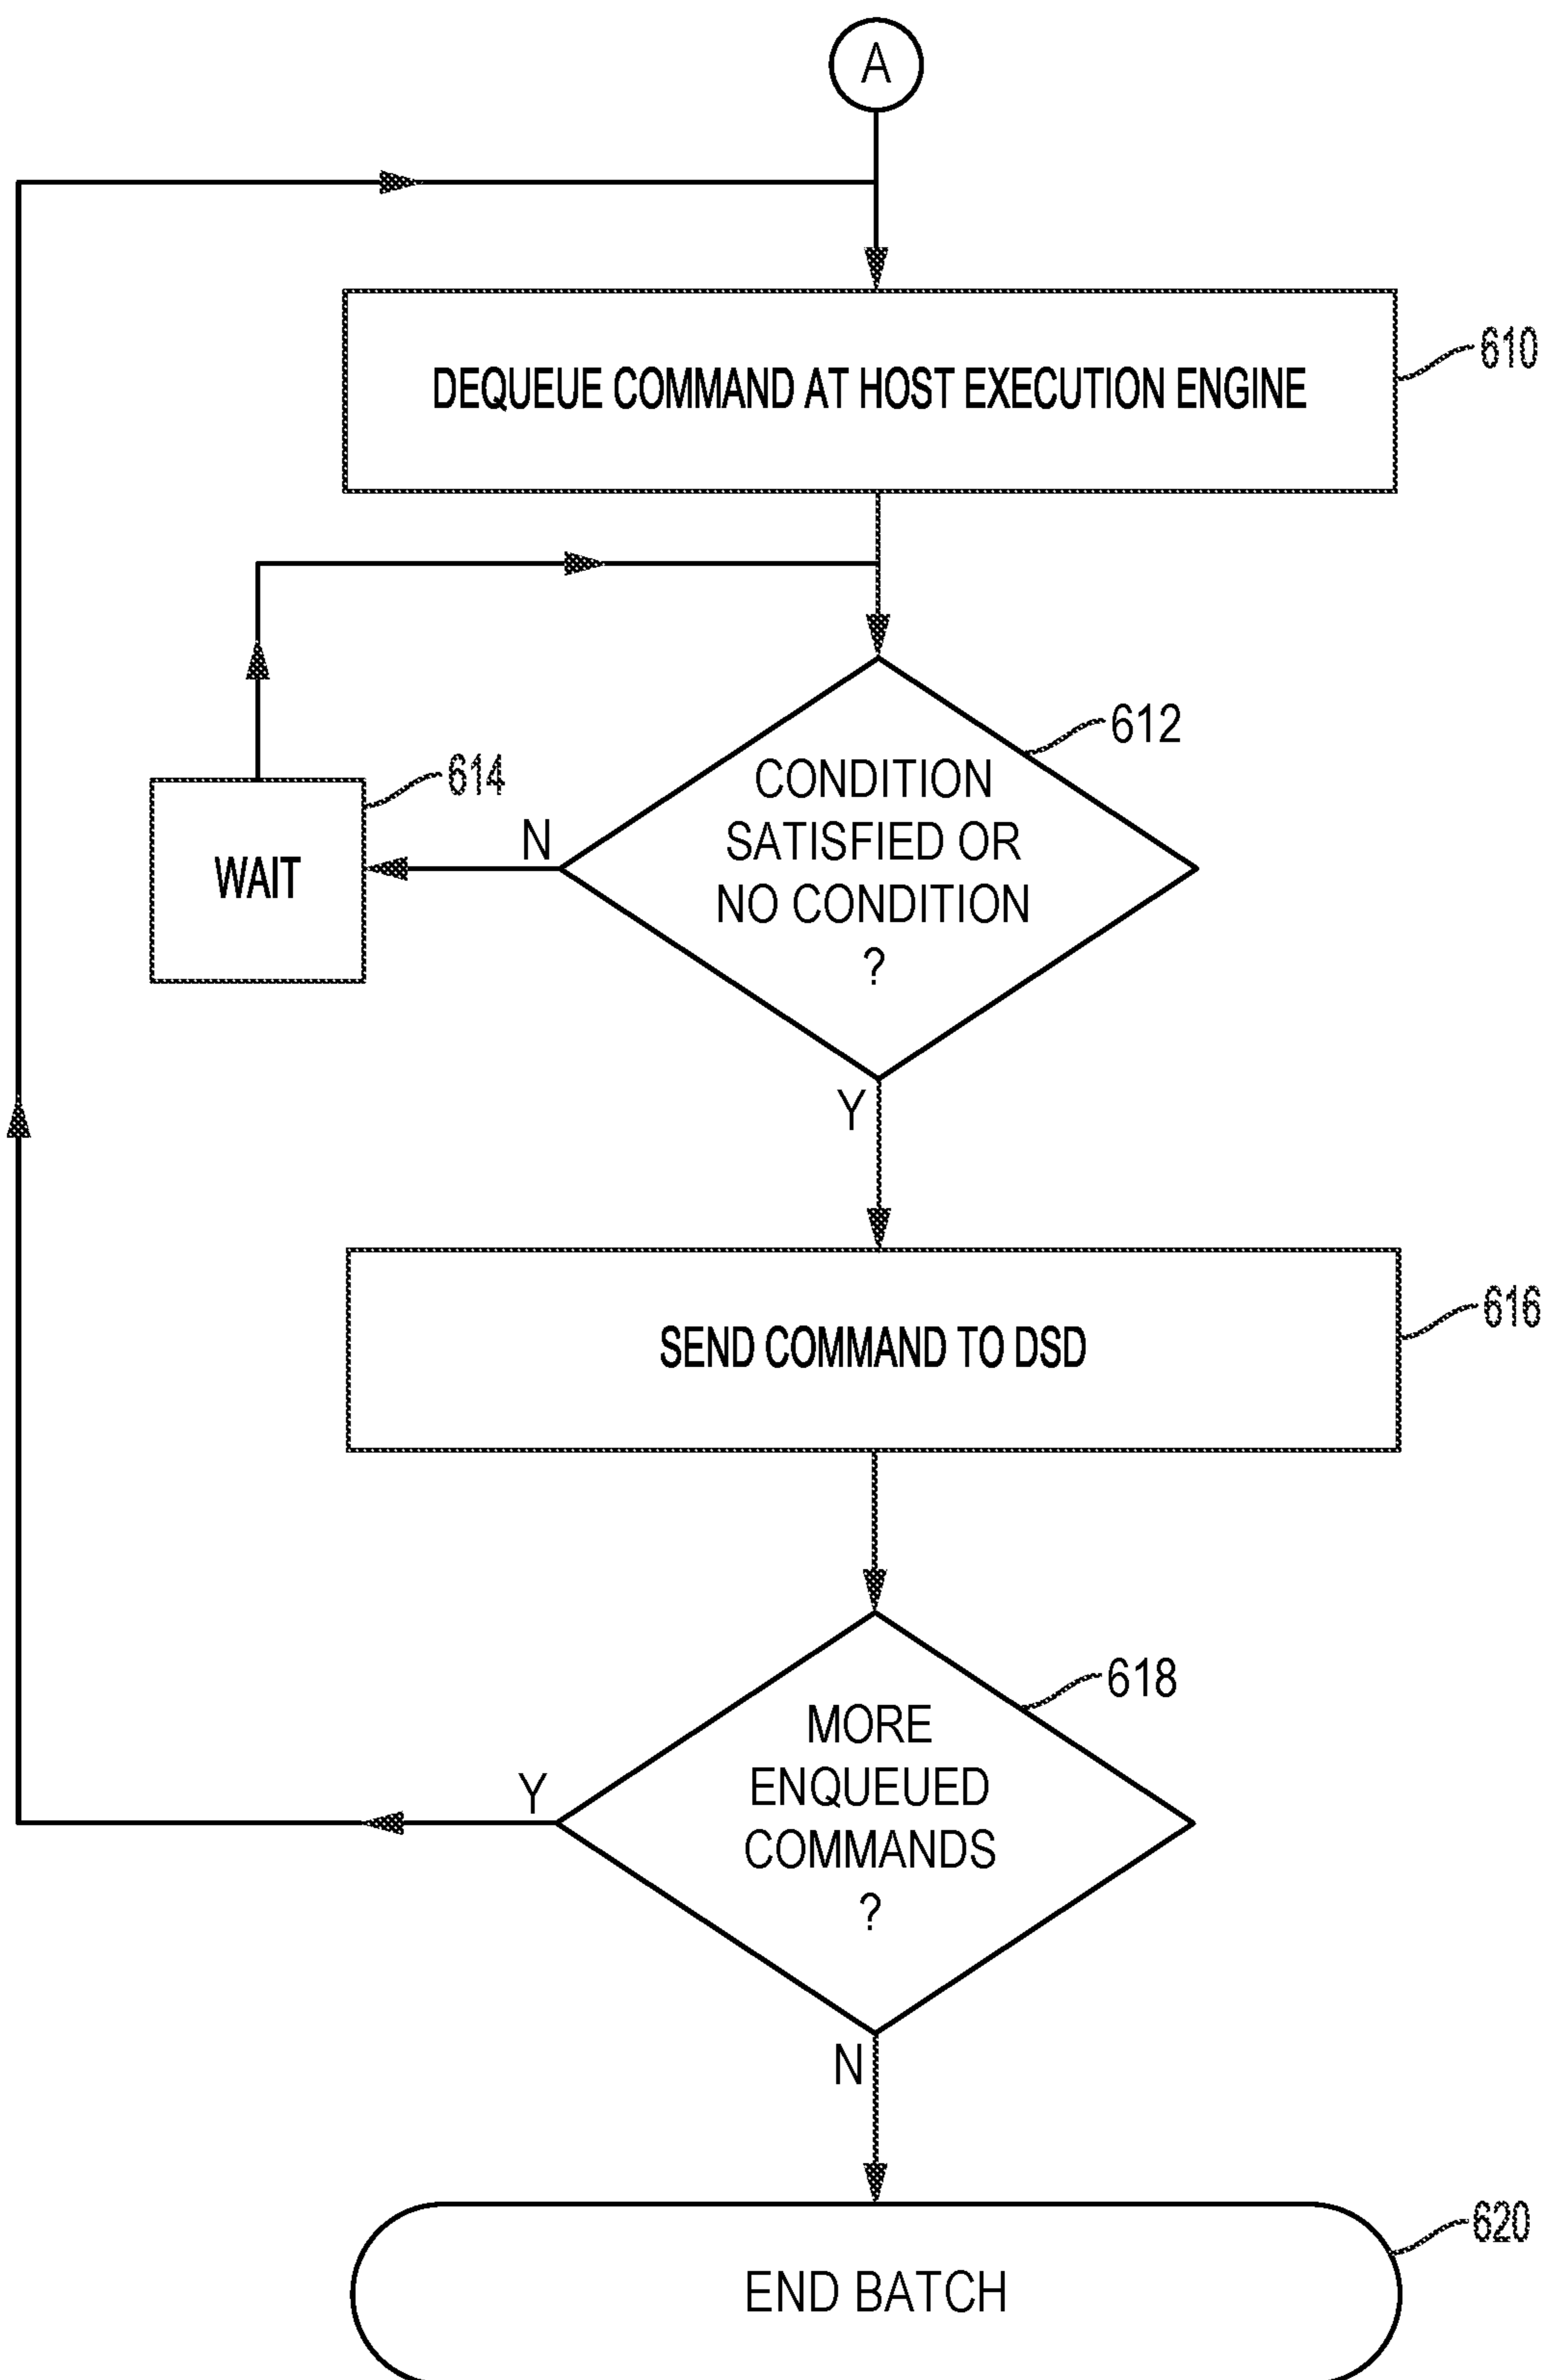 A
DEQUEUE COMMAND AT HOST EXECUTION ENGINE
610
612
CONDITION
SATISFIED OR
NO CONDITION
?
614
N
WAIT
Y
SEND COMMAND TO DSD
616
618
MORE
ENQUEUED
COMMANDS
?
Y
N
620
END BATCH